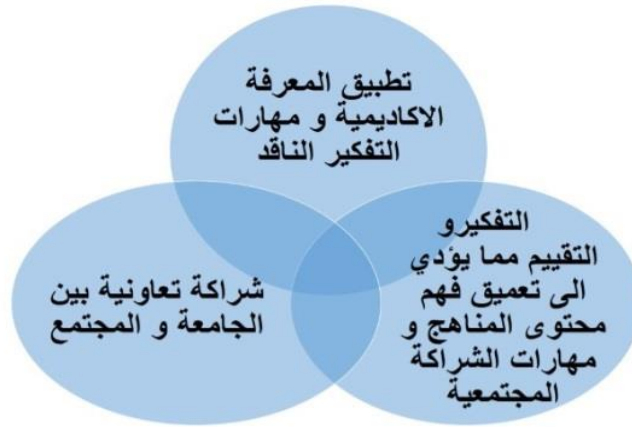 تطبيق المعرفة
الاكاديمية و مهارات
التفكير الناقد
شراكة تعاونية بين
الجامعة و المجتمع
التفكيرو
التقييم مما يؤدي
الى تعميق فهم
محتوى المناهج و
مهارات الشراكة
المجتمعية